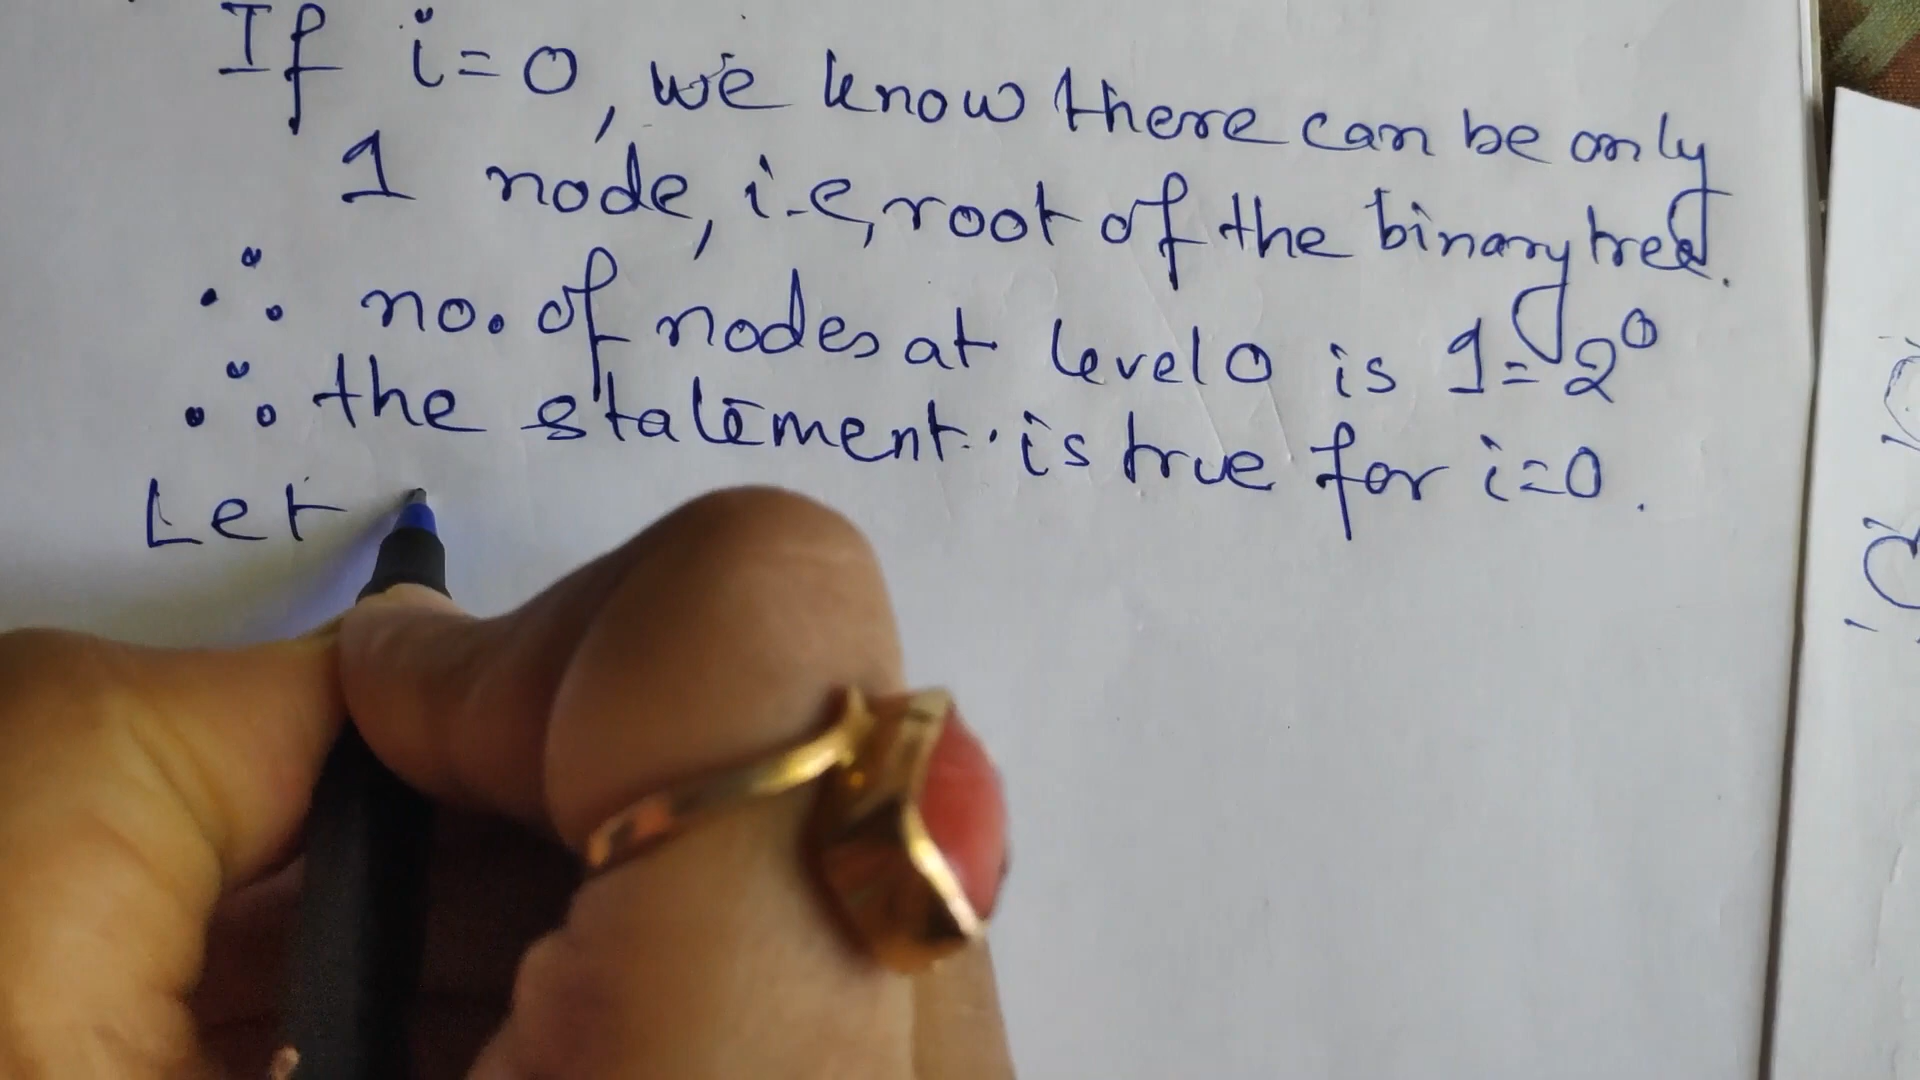 If i=0, we know there can be only
1 node, i.e, root of the binary tree.
∴ no. of nodes at level 0 is 1=2⁰
∴ the statement is true for i=0.
Let